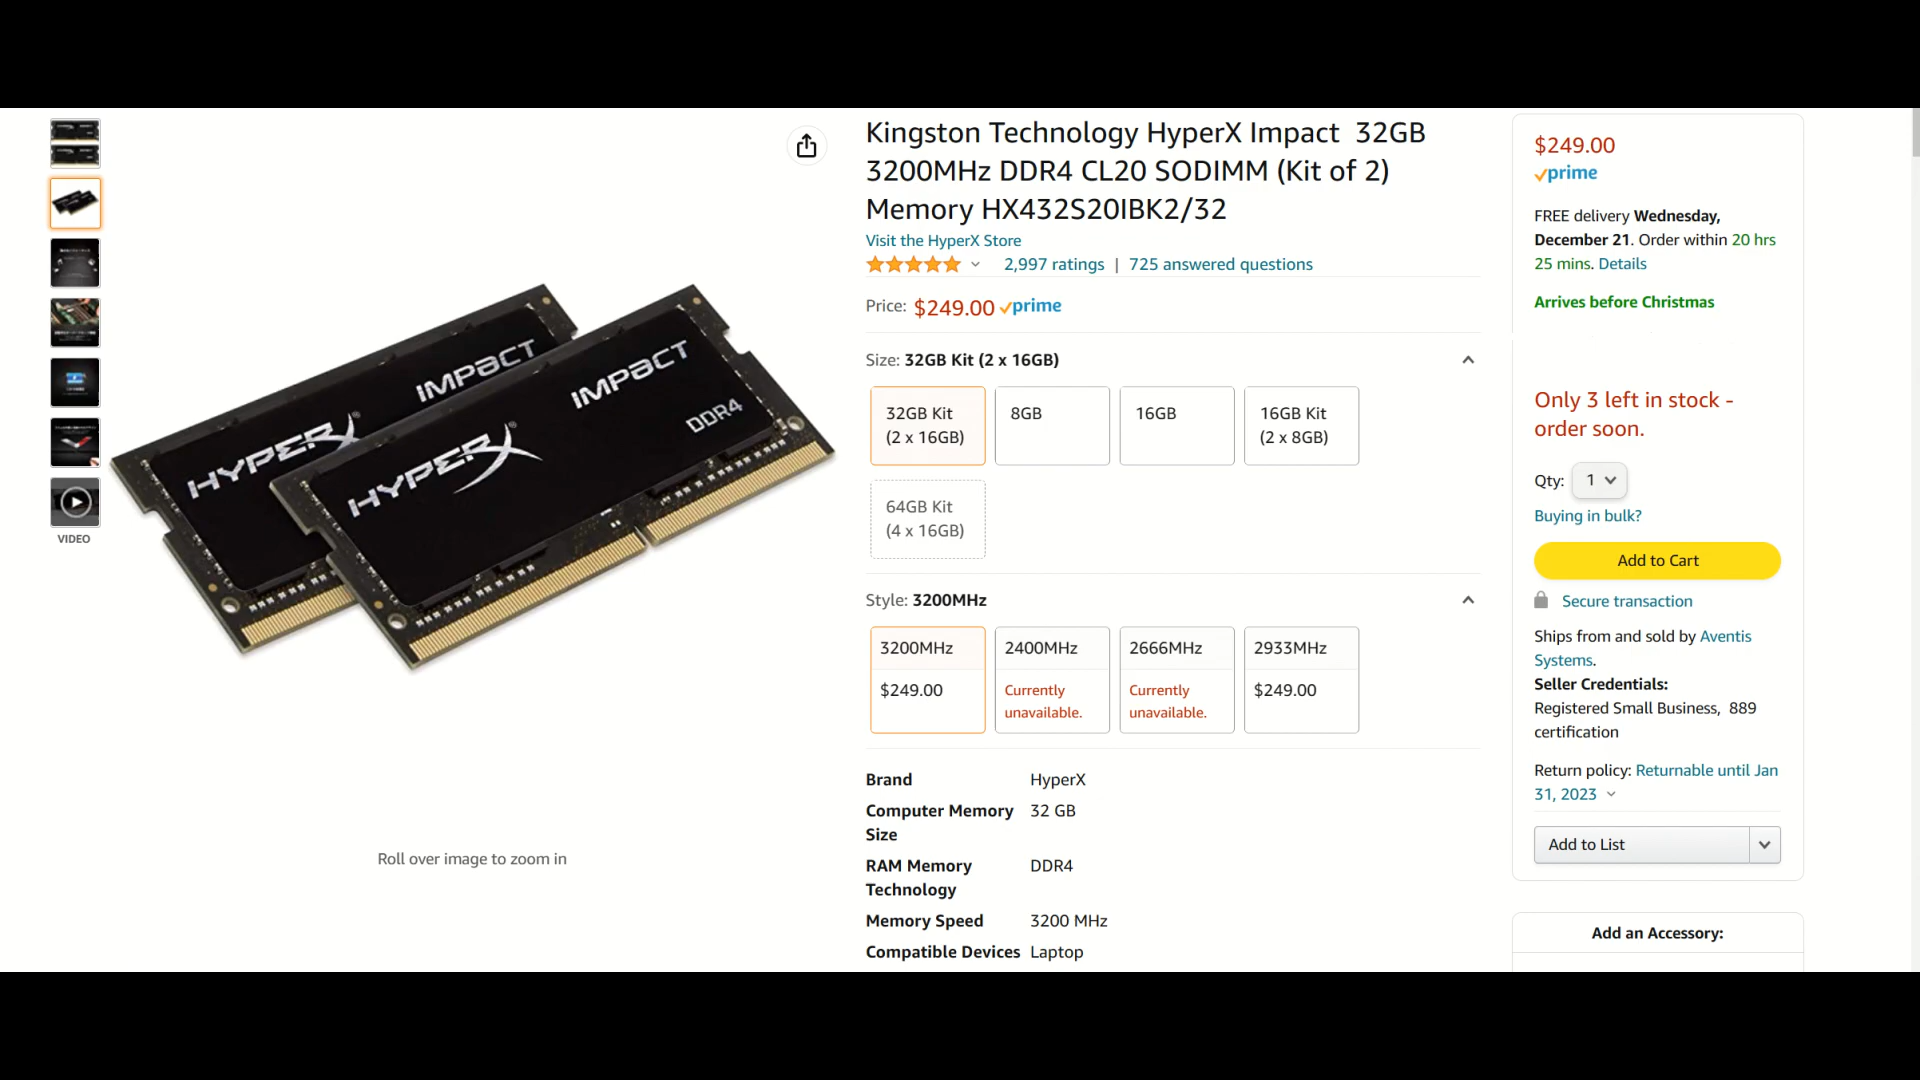 Kingston Technology HyperX Impact 32GB
3200MHz DDR4 CL20 SODIMM (Kit of 2)
Memory HX432S20IBK2/32
Visit the HyperX Store
2,997 ratings | 725 answered questions
Price: $249.00 prime
Size: 32GB Kit (2 x 16GB)
32GB Kit
(2 x 16GB)
8GB
16GB
16GB Kit
(2 x 8GB)
64GB Kit
(4 x 16GB)
Style: 3200MHz
3200MHz
$249.00
2400MHz
Currently
unavailable.
2666MHz
Currently
unavailable.
2933MHz
$249.00
Brand HyperX
Computer Memory 32 GB
Size
RAM Memory DDR4
Technology
Memory Speed 3200 MHz
Compatible Devices Laptop
VIDEO
HYPERX
IMPACT
HYPERX
IMPACT
DDR4
Roll over image to zoom in
$249.00
prime
FREE delivery Wednesday,
December 21. Order within 20 hrs
25 mins. Details
Arrives before Christmas
Only 3 left in stock -
order soon.
Qty: 1
Buying in bulk?
Add to Cart
Secure transaction
Ships from and sold by Aventis
Systems.
Seller Credentials:
Registered Small Business, 889
certification
Return policy: Returnable until Jan
31, 2023
Add to List
Add an Accessory: